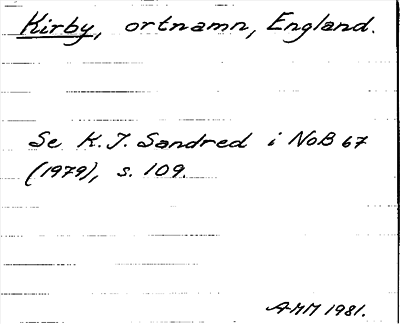 Kirby, ortnamn, England.
Se K. I. Sandred i NoB 67
(1979), s. 109.
AMM 1981.